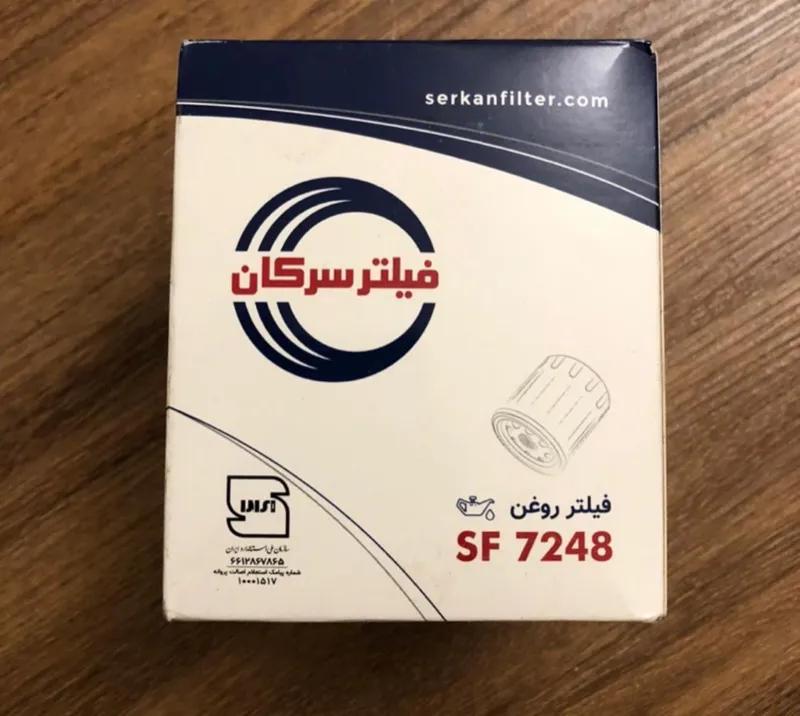 serkanfilter.com
فیلتر سرکان
فیلتر روغن
SF 7248
سازمان ملی استاندارد ایران
۶۶۱۲۸۶۷۸۶۵
شماره پیامک استعلام اصالت پروانه
۱۰۰۰۱۵۱۷